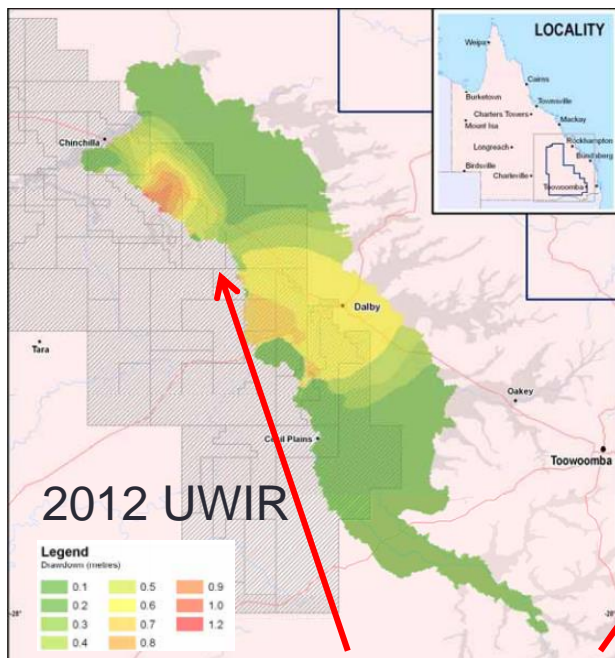 LOCALITY
Weipa
Cairns
Burketown
Townsville
Charters Towers
Mackay
Mount Isa
Longreach
Rockhampton
Bundaberg
Birdsville
Charleville
Toowoomba
Chinchilla
Dalby
Tara
Oakey
Cecil Plains
Toowoomba
2012 UWIR
Legend
Drawdown (metres)
0.1 0.5 0.9
0.2 0.6 1.0
0.3 0.7 1.2
0.4 0.8
-28°
-28°